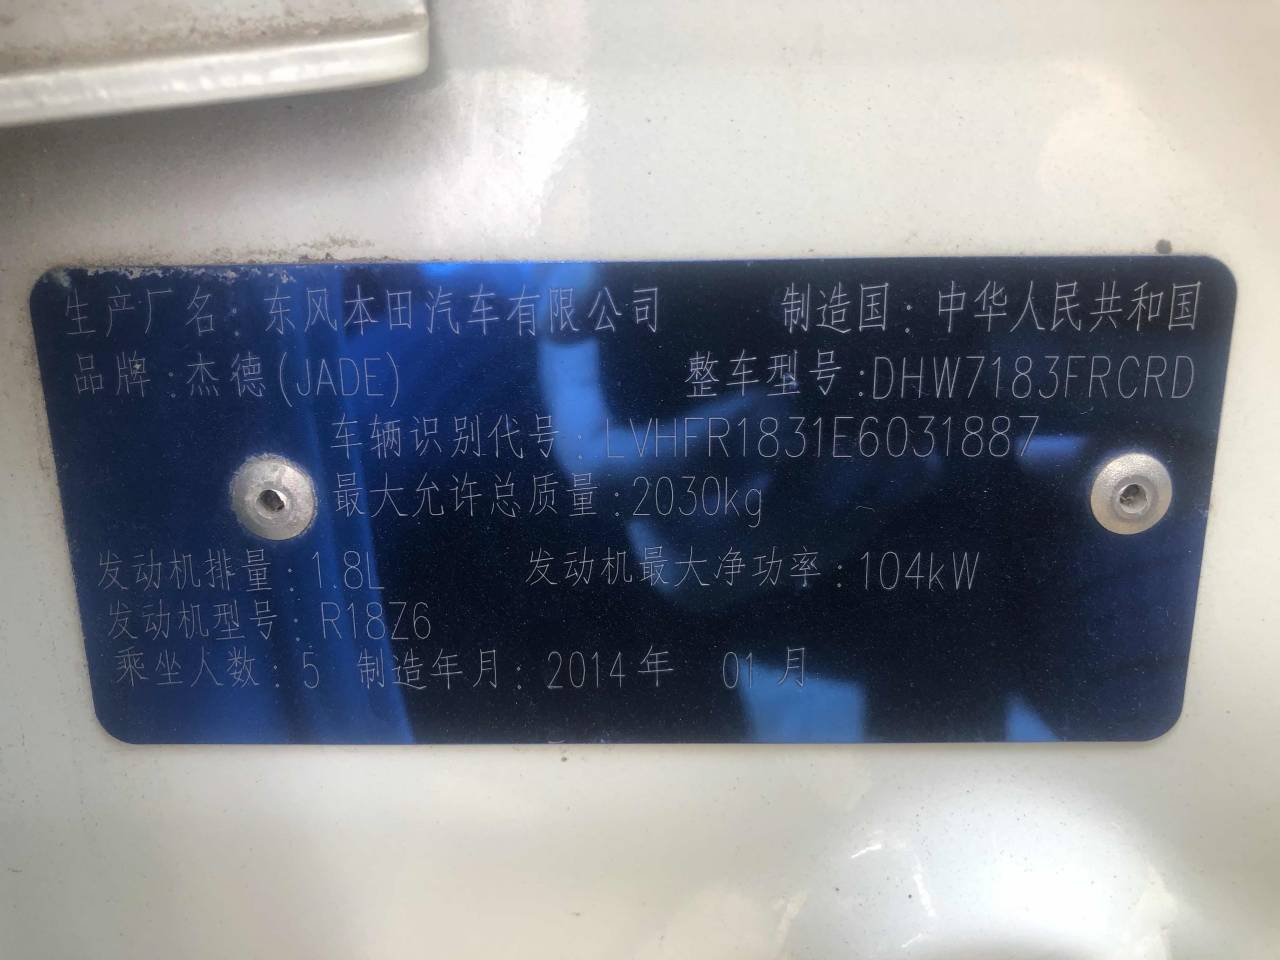 生产厂名：东风本田汽车有限公司 制造国：中华人民共和国
品牌：杰德(JADE) 整车型号：DHW7183FRCRD
车辆识别代号：LVHFR1831E6031887
最大允许总质量：2030kg
发动机排量：1.8L 发动机最大净功率：104kW
发动机型号：R18Z6
乘坐人数：5 制造年月：2014年 01月